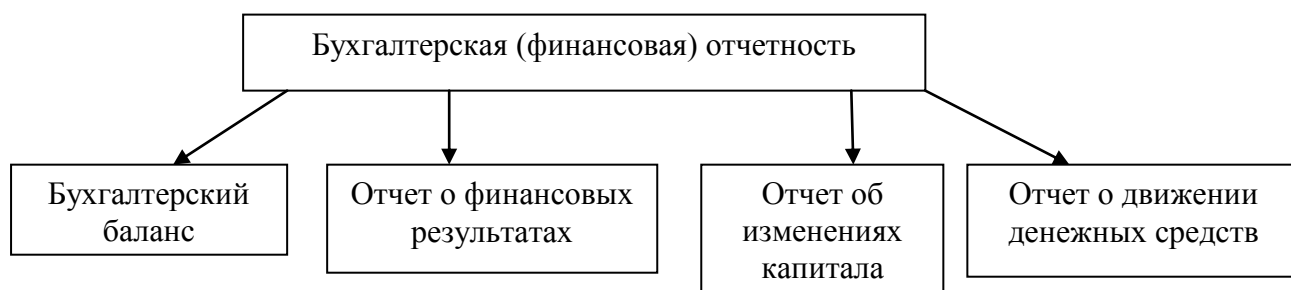 Бухгалтерская (финансовая) отчетность
Бухгалтерский
баланс
Отчет о финансовых
результатах
Отчет об
изменениях
капитала
Отчет о движении
денежных средств